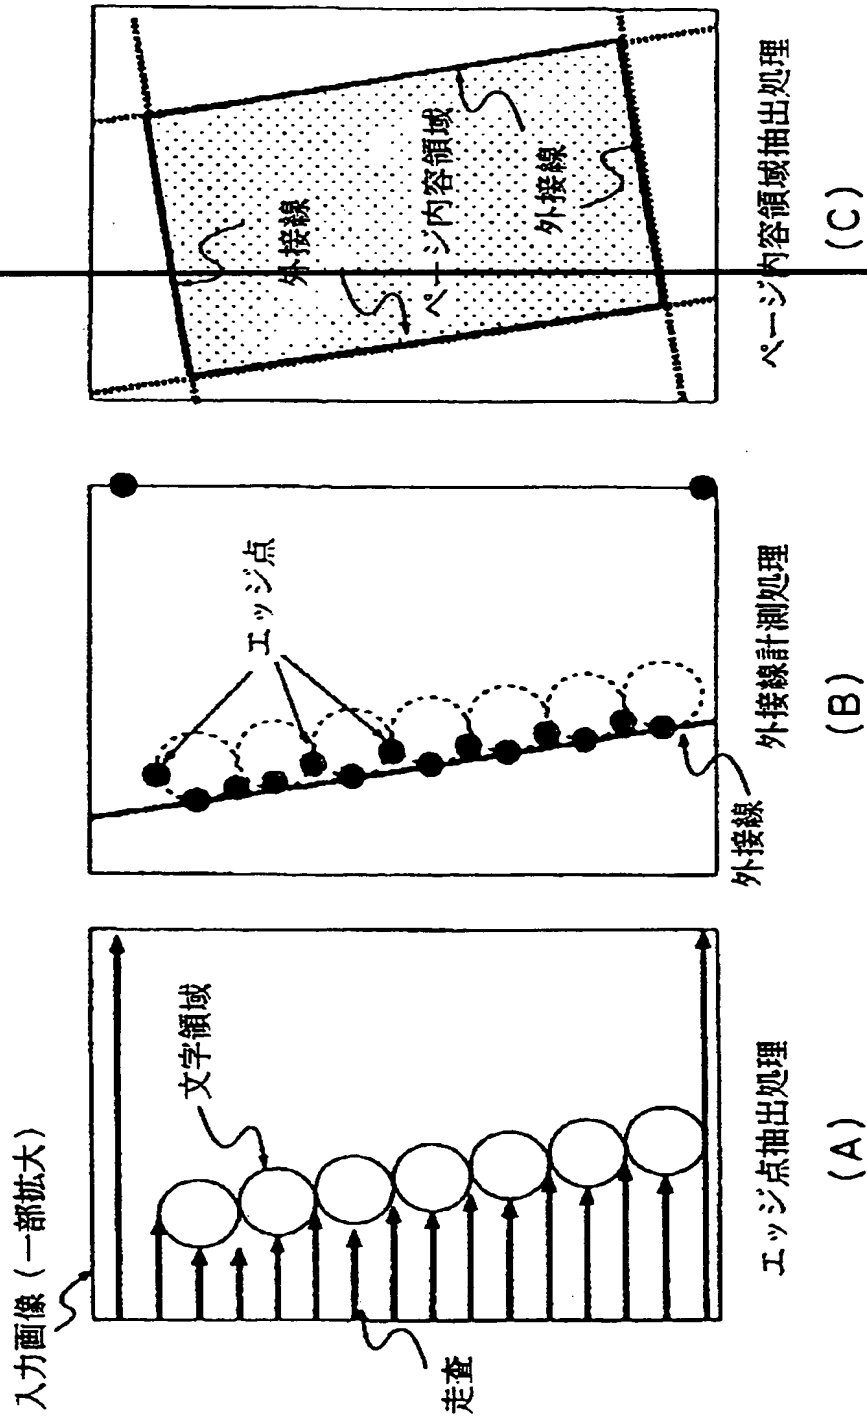 入力画像(一部拡大)
文字領域
走査
エッジ点抽出処理
(A)
エッジ点
外接線
外接線計測処理
(B)
外接線
ページ内容領域
外接線
ページ内容領域抽出処理
(C)